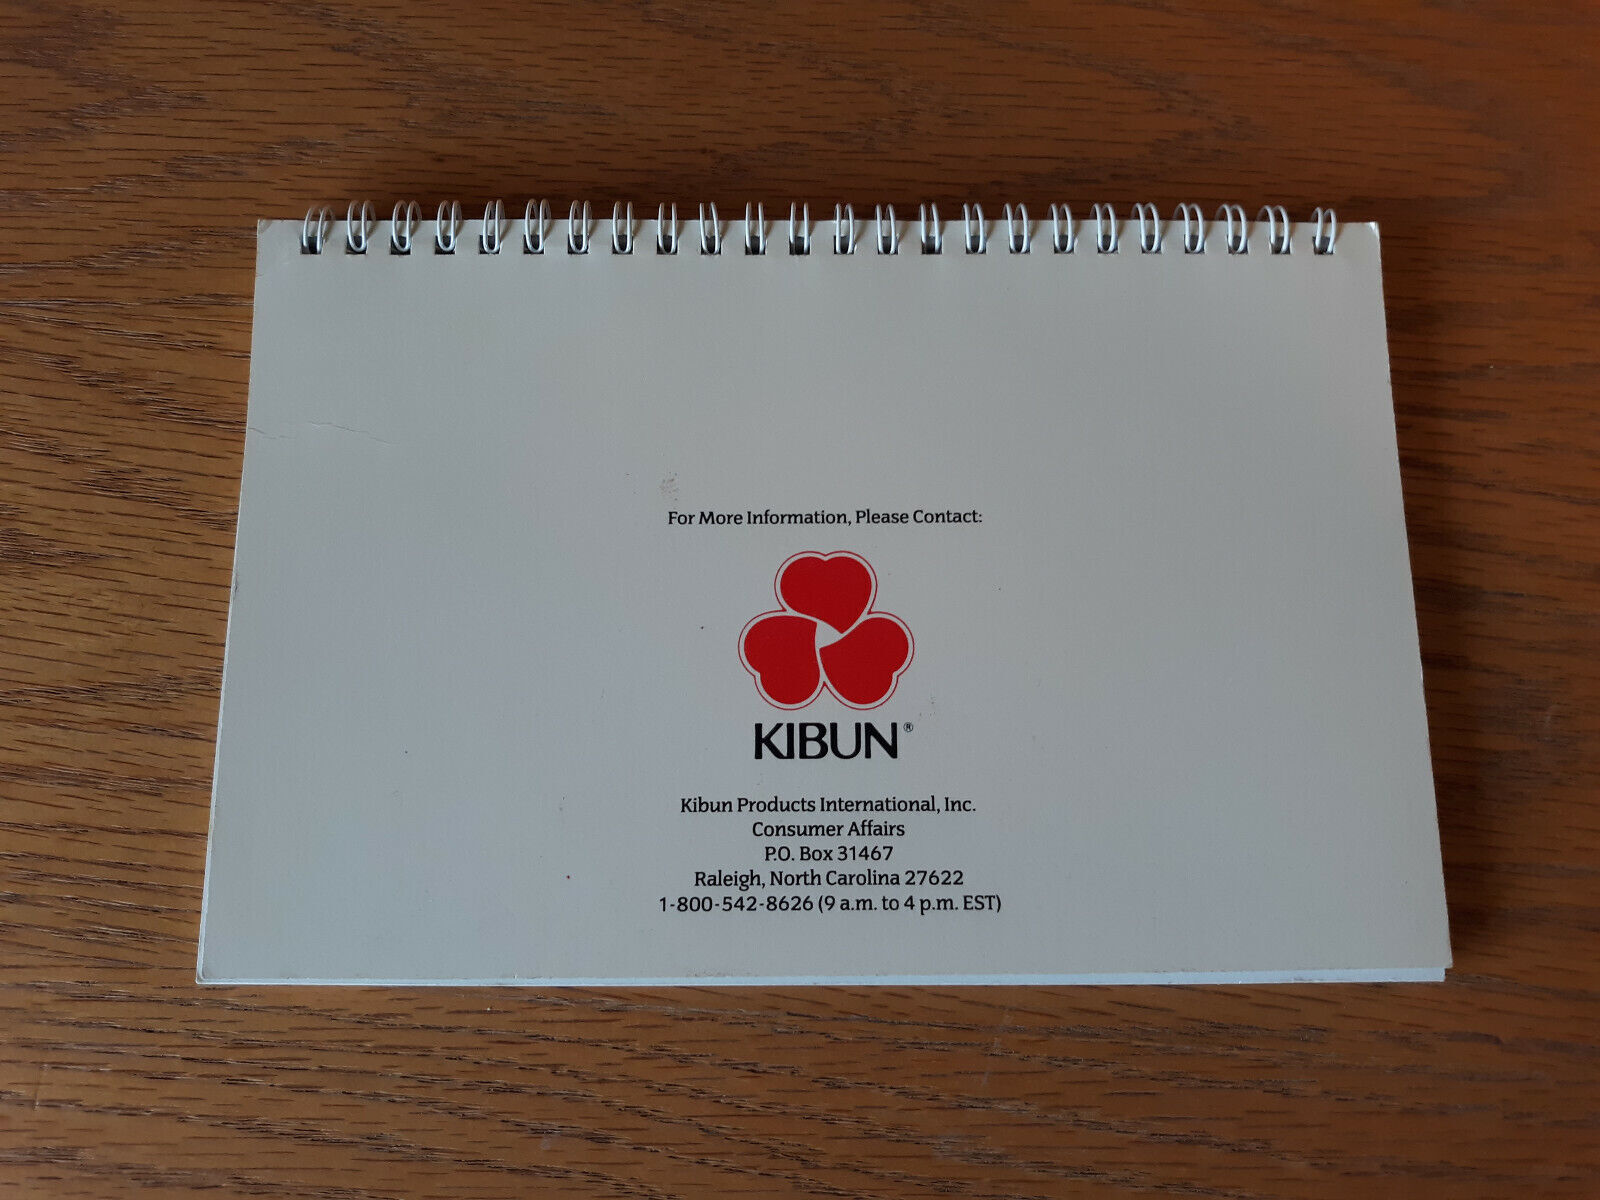 For More Information, Please Contact:
KIBUN®
Kibun Products International, Inc.
Consumer Affairs
P.O. Box 31467
Raleigh, North Carolina 27622
1-800-542-8626 (9 a.m. to 4 p.m. EST)